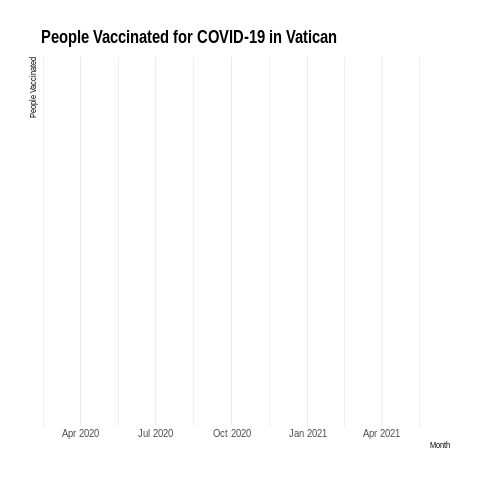 People Vaccinated for COVID-19 in Vatican
People Vaccinated
Apr 2020 Jul 2020 Oct 2020 Jan 2021 Apr 2021
Month